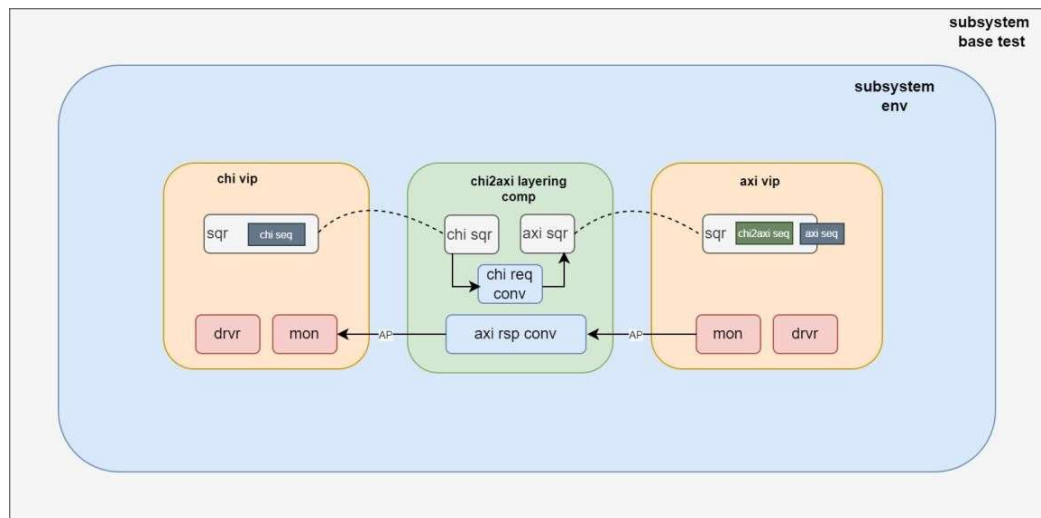 subsystem
base test
subsystem
env
chi vip
chi2axi layering
comp
axi vip
sqr
chi seq
chi sqr
axi sqr
sqr
chi2axi seq
axi seq
chi req
conv
drvr
mon
AP
axi rsp conv
AP
mon
drvr